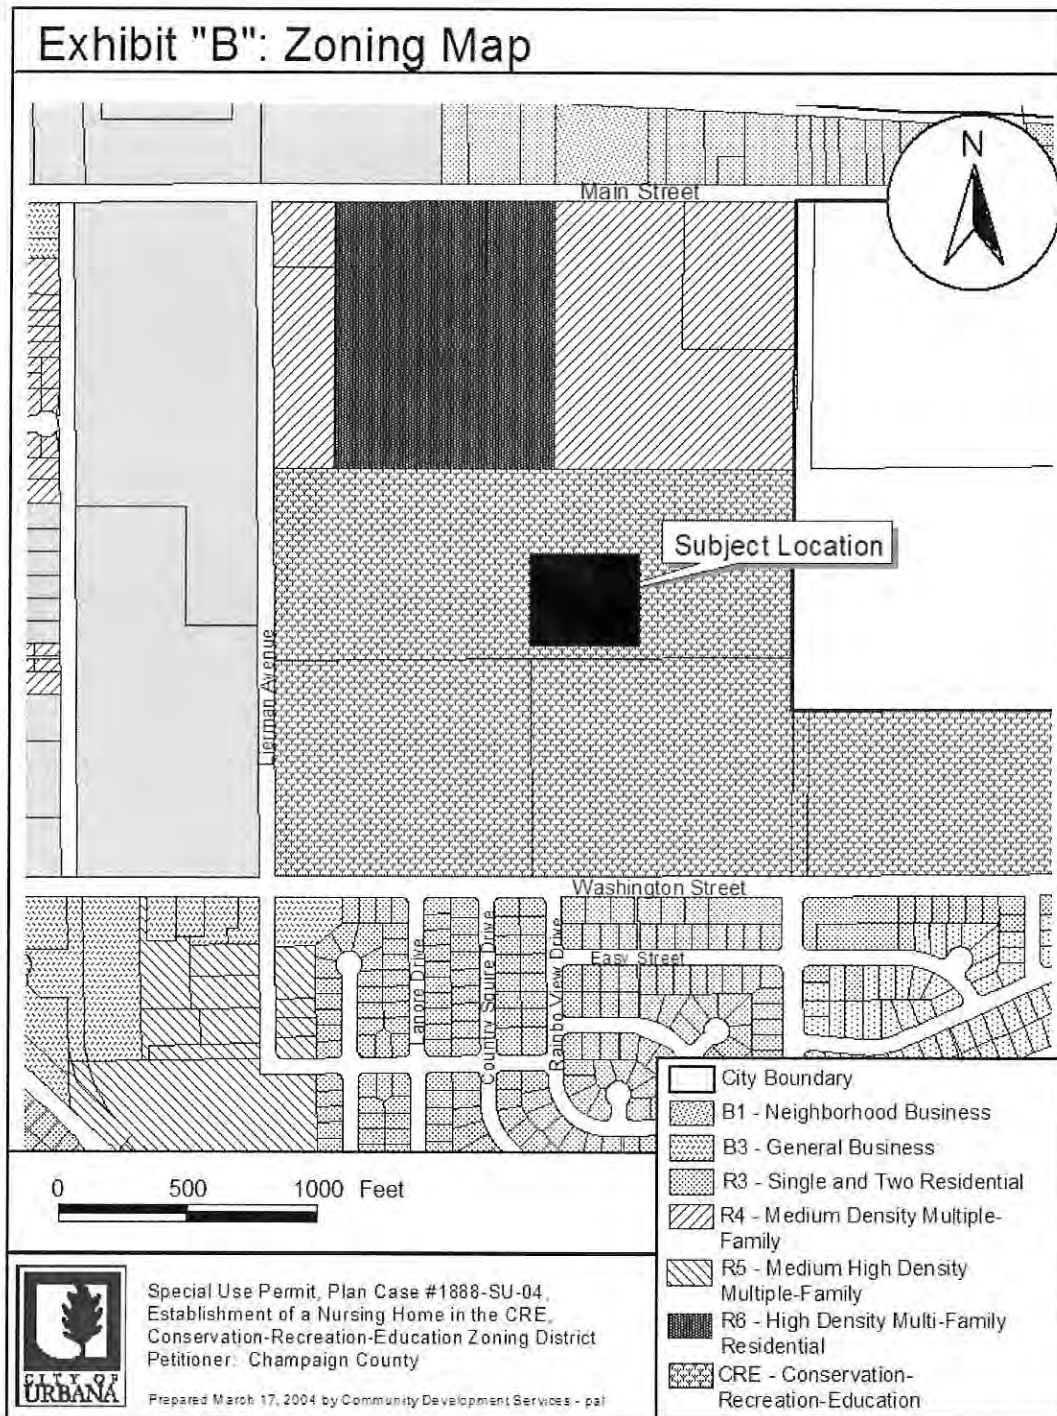 Exhibit "B": Zoning Map
N
Main Street
Subject Location
Lierman Avenue
Washington Street
Easy Street
Lanore Drive
Country Squire Drive
Rainbo View Drive
City Boundary
B1 - Neighborhood Business
B3 - General Business
R3 - Single and Two Residential
R4 - Medium Density Multiple-
Family
R5 - Medium High Density
Multiple-Family
R6 - High Density Multi-Family
Residential
CRE - Conservation-
Recreation-Education
0 500 1000 Feet
CITY OF
URBANA
Special Use Permit, Plan Case #1888-SU-04,
Establishment of a Nursing Home in the CRE,
Conservation-Recreation-Education Zoning District
Petitioner: Champaign County
Prepared March 17, 2004 by Community Development Services - pal